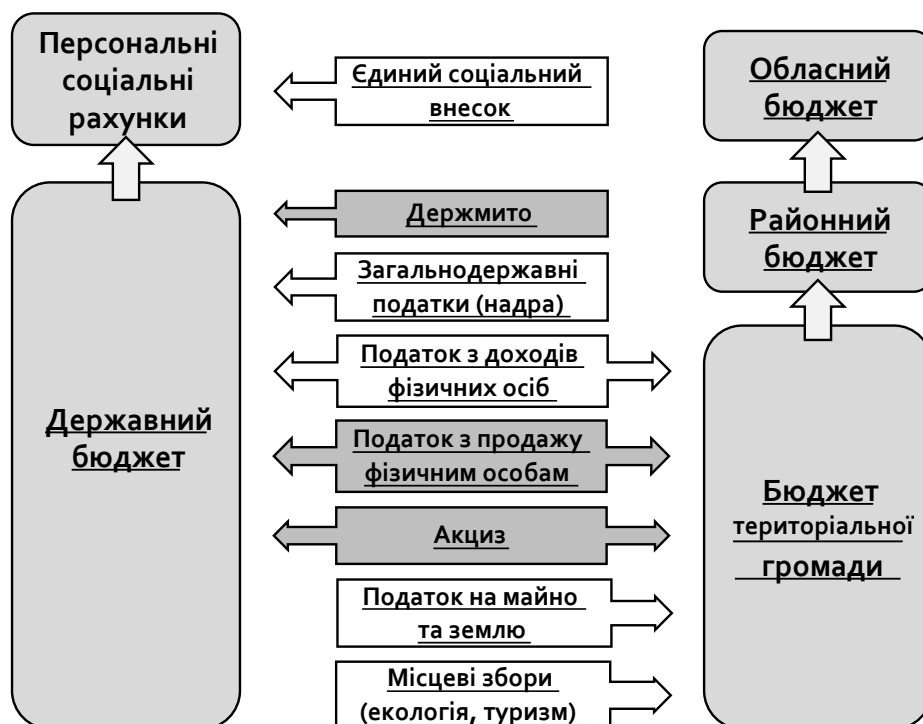 Персональні
соціальні
рахунки
Державний
бюджет
Єдиний соціальний
внесок
Держмито
Загальнодержавні
податки (надра)
Податок з доходів
фізичних осіб
Податок з продажу
фізичним особам
Акциз
Податок на майно
та землю
Місцеві збори
(екологія, туризм)
Обласний
бюджет
Районний
бюджет
Бюджет
територіальної
громади